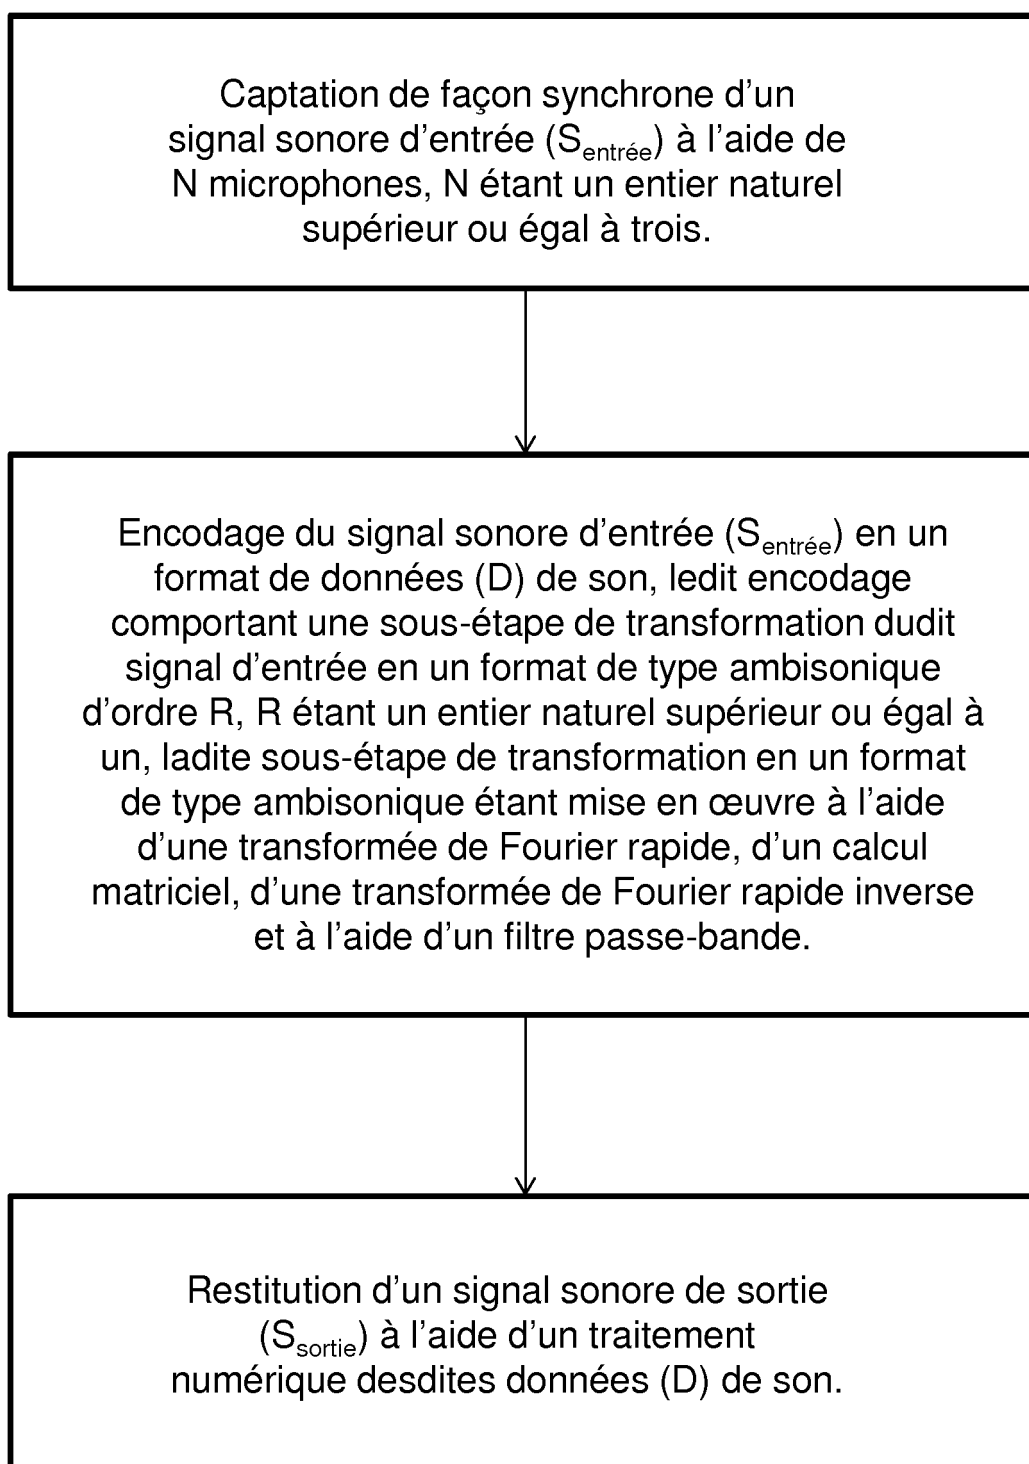 Captation de façon synchrone d’un
signal sonore d’entrée (Sentrée) à l’aide de
N microphones, N étant un entier naturel
supérieur ou égal à trois.
Encodage du signal sonore d’entrée (Sentrée) en un
format de données (D) de son, ledit encodage
comportant une sous-étape de transformation dudit
signal d’entrée en un format de type ambisonique
d’ordre R, R étant un entier naturel supérieur ou égal à
un, ladite sous-étape de transformation en un format
de type ambisonique étant mise en œuvre à l’aide
d’une transformée de Fourier rapide, d’un calcul
matriciel, d’une transformée de Fourier rapide inverse
et à l’aide d’un filtre passe-bande.
Restitution d’un signal sonore de sortie
(Ssortie) à l’aide d’un traitement
numérique desdites données (D) de son.